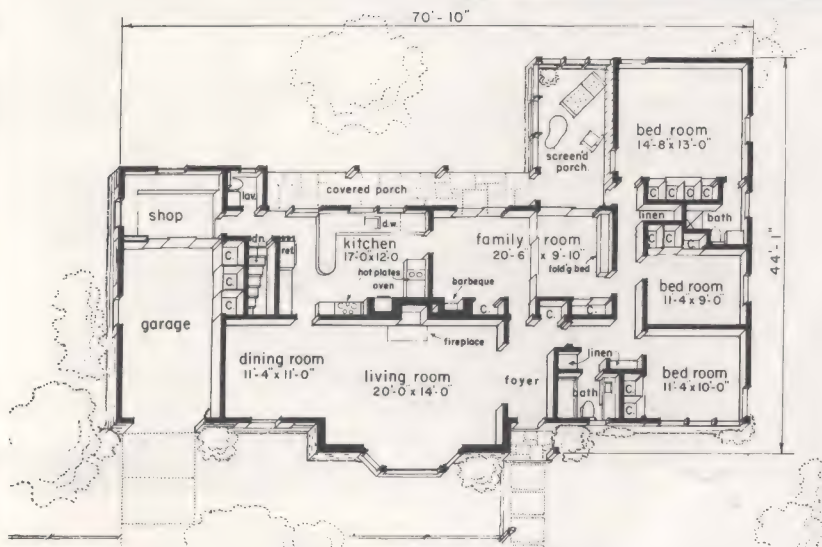 70'-10"
bed room
14'-8" x 13'-0"
screen'd
porch
covered porch
lav.
shop
C C C C
linen
bath
C C C
d.w.
kitchen
17'-0 x 12'-0
family room
20'-6 x 9'-10"
fold'g bed
dn.
ref.
hot plates
oven
barbeque
C
C
C
C
C
C
bed room
11'-4 x 9'-0"
44'-1"
garage
fireplace
dining room
11'-4" x 11'-0"
living room
20'-0 x 14'-0"
foyer
linen
bath
C
C
bed room
11'-4 x 10'-0"